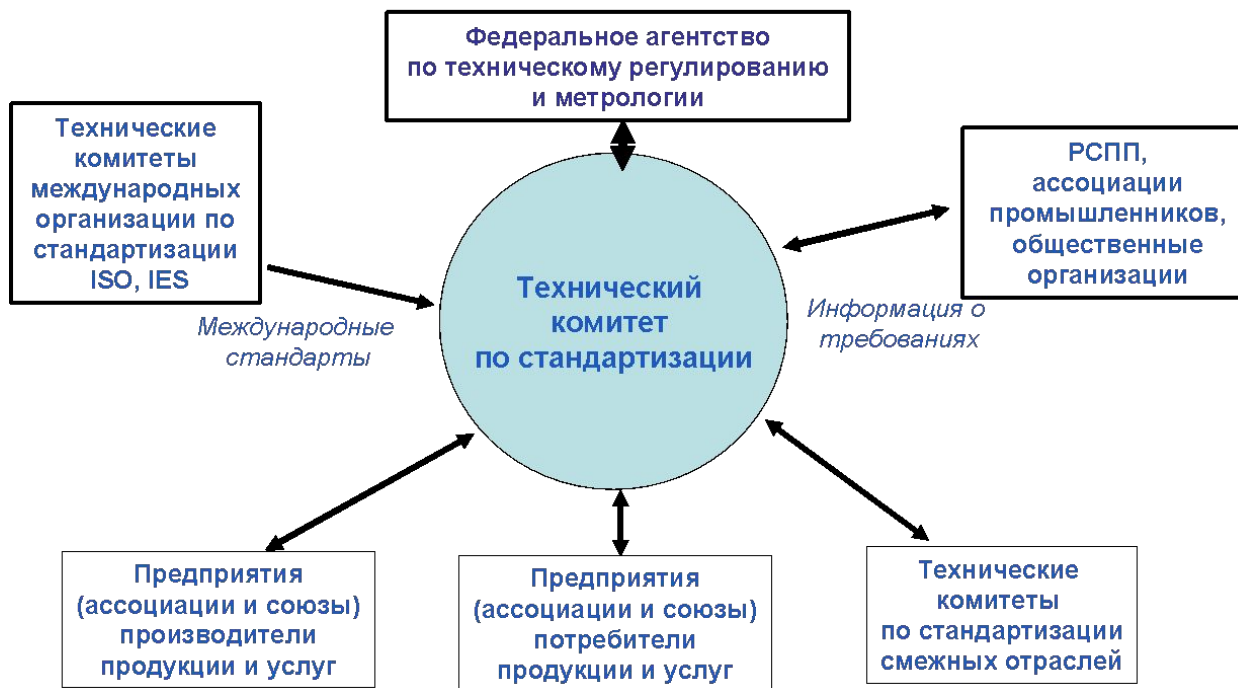 Федеральное агентство
по техническому регулированию
и метрологии
Технические
комитеты
международных
организации по
стандартизации
ISO, IES
РСПП,
ассоциации
промышленников,
общественные
организации
Технический
комитет
по стандартизации
Международные
стандарты
Информация о
требованиях
Предприятия
(ассоциации и союзы)
производители
продукции и услуг
Предприятия
(ассоциации и союзы)
потребители
продукции и услуг
Технические
комитеты
по стандартизации
смежных отраслей